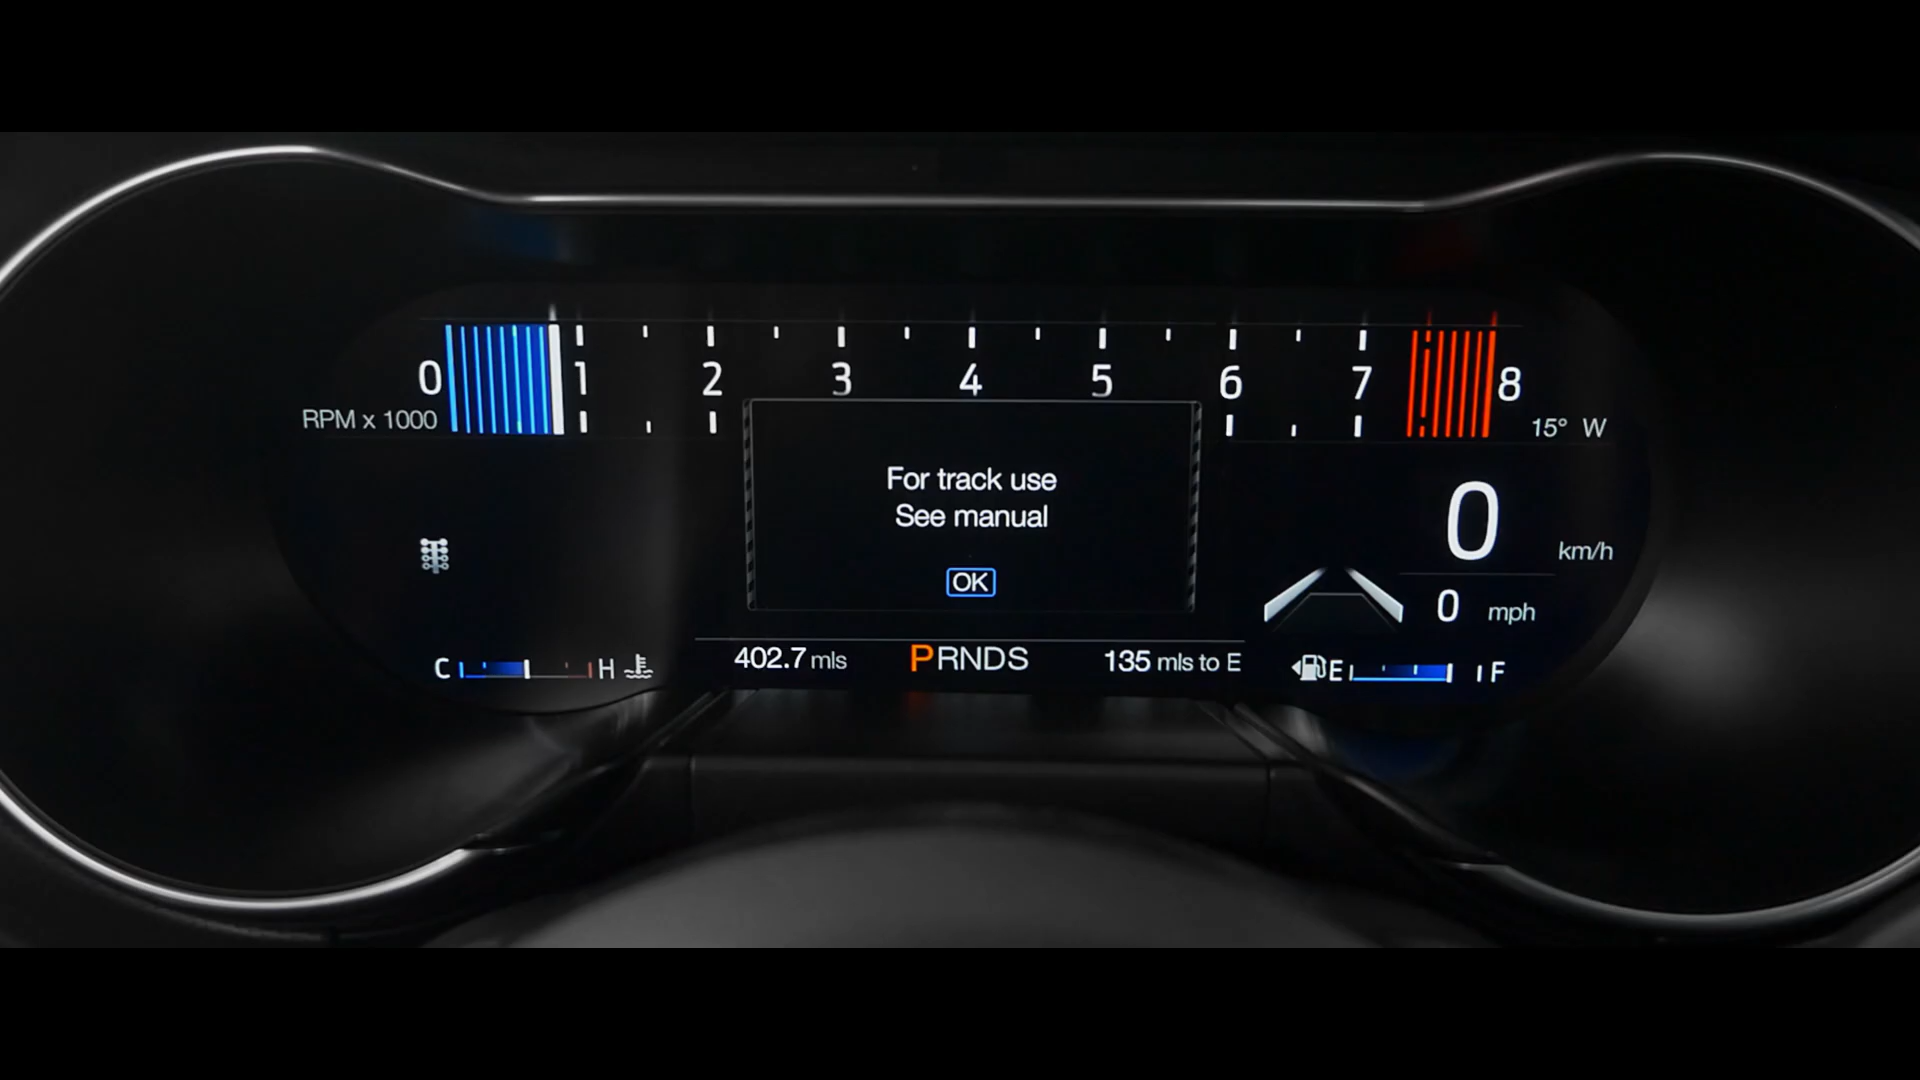 0 1 2 3 4 5 6 7 8
RPM x 1000
15° W
For track use
See manual
OK
0 km/h
0 mph
C H
402.7 mls
PRNDS
135 mls to E
E F